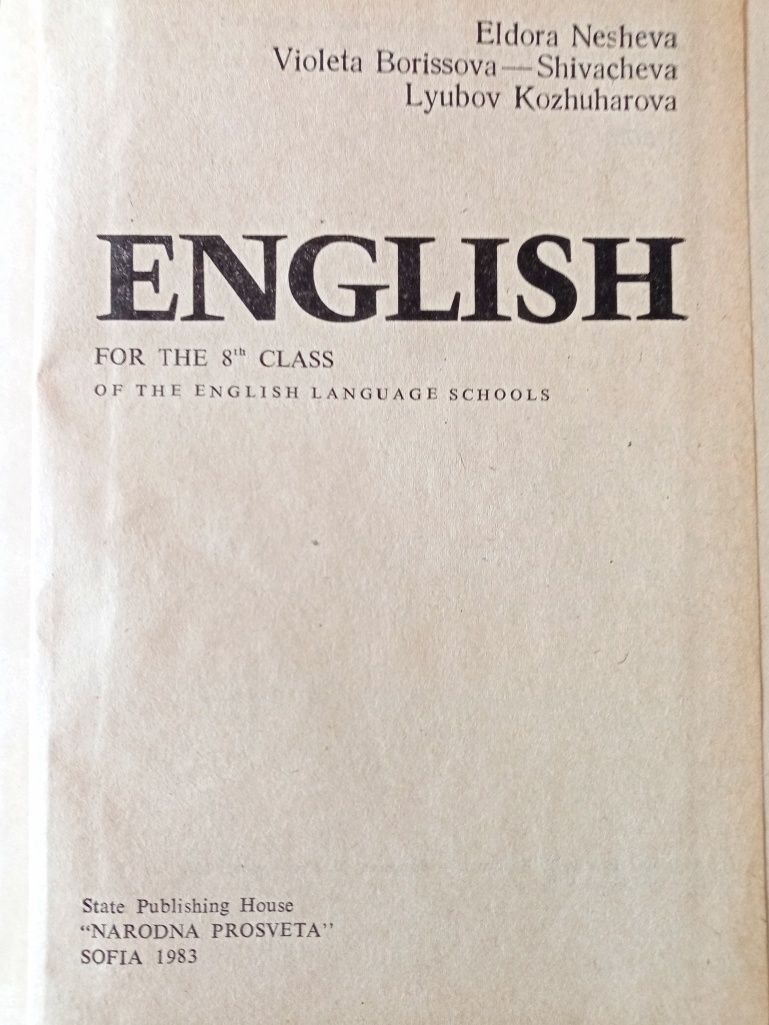 Eldora Nesheva
Violeta Borissova—Shivacheva
Lyubov Kozhuharova
ENGLISH
FOR THE 8th CLASS
OF THE ENGLISH LANGUAGE SCHOOLS
State Publishing House
“NARODNA PROSVETA”
SOFIA 1983